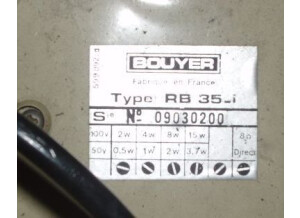 BOUYER
Fabriqué en France
Type RB 35
S Nº 09030200
100v 2w 4w 8w 15w
50v 0,5w 1w 2w 3,7w Direct